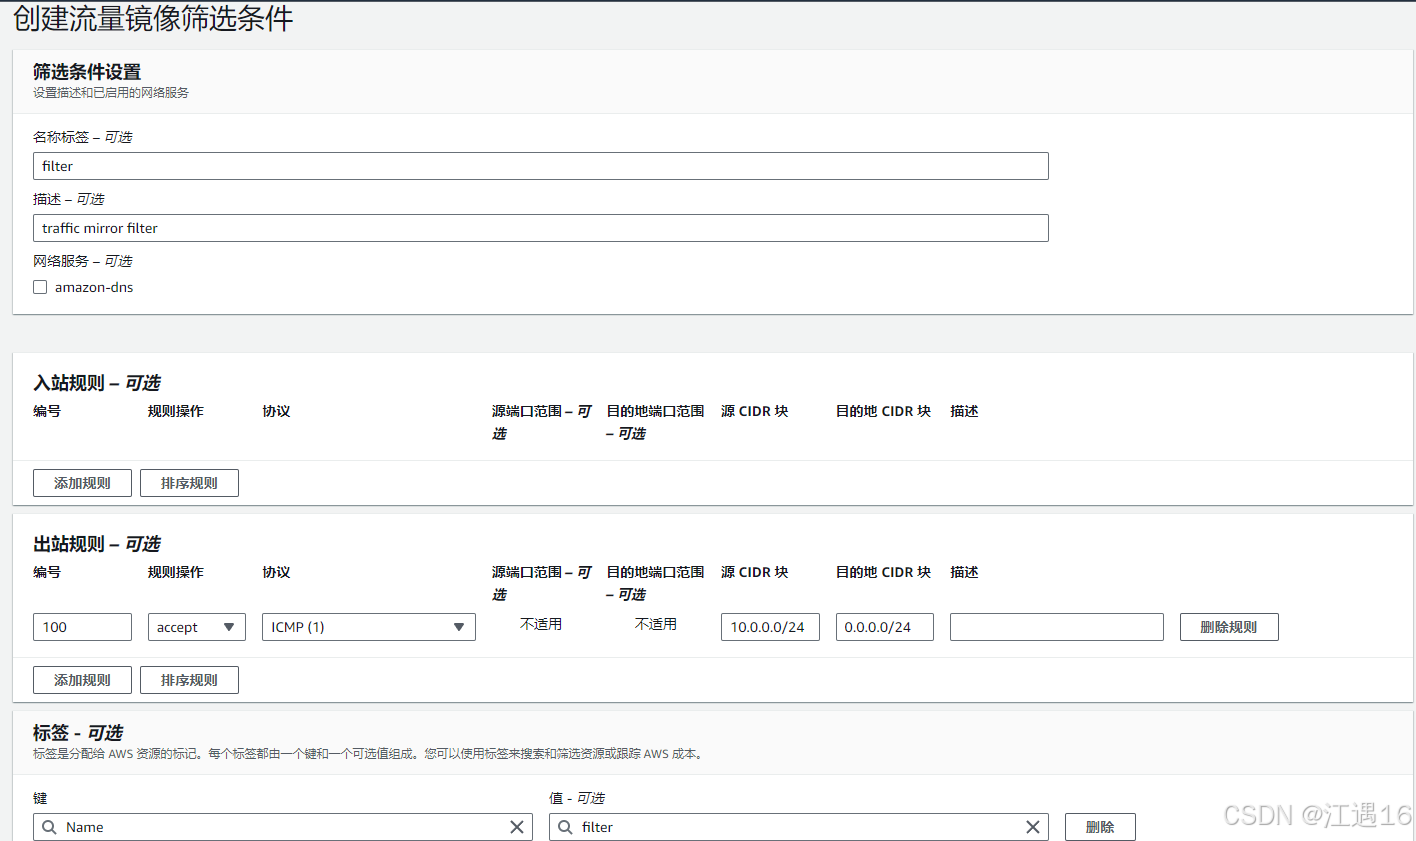 创建流量镜像筛选条件
筛选条件设置
设置描述和已启用的网络服务
名称标签 – 可选
filter
描述 – 可选
traffic mirror filter
网络服务 – 可选
amazon-dns
入站规则 – 可选
编号 规则操作 协议 源端口范围 – 可 目的地端口范围 源 CIDR 块 目的地 CIDR 块 描述
选 – 可选
添加规则 排序规则
出站规则 – 可选
编号 规则操作 协议 源端口范围 – 可 目的地端口范围 源 CIDR 块 目的地 CIDR 块 描述
选 – 可选
100 accept ICMP (1) 不适用 不适用 10.0.0.0/24 0.0.0.0/24 删除规则
添加规则 排序规则
标签 - 可选
标签是分配给 AWS 资源的标记。每个标签都由一个键和一个可选值组成。您可以使用标签来搜索和筛选资源或跟踪 AWS 成本。
键 值 - 可选
Name filter 删除
CSDN @江遇16